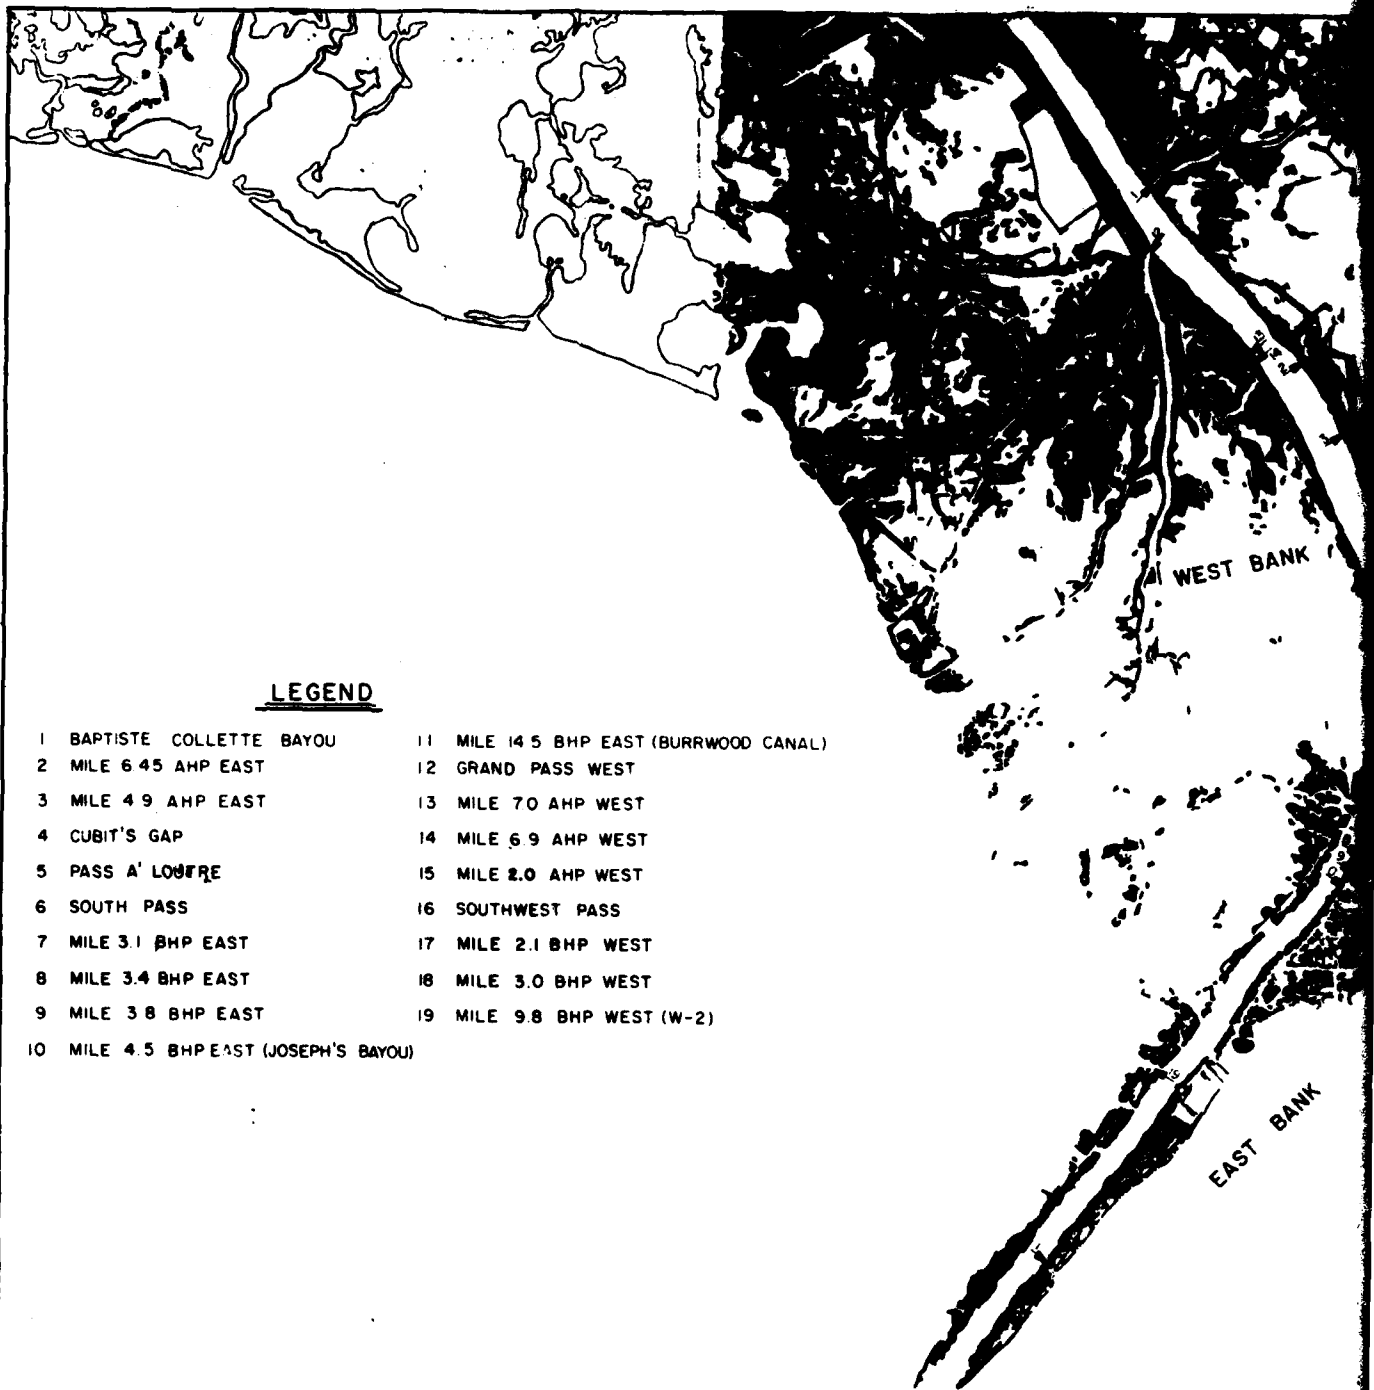 WEST BANK
LEGEND
1 BAPTISTE COLLETTE BAYOU
2 MILE 6.45 AHP EAST
3 MILE 4 9 AHP EAST
4 CUBIT'S GAP
5 PASS A' LOUTRE
6 SOUTH PASS
7 MILE 3.1 BHP EAST
8 MILE 3.4 BHP EAST
9 MILE 3 8 BHP EAST
10 MILE 4.5 BHP EAST (JOSEPH'S BAYOU)
11 MILE 14 5 BHP EAST (BURRWOOD CANAL)
12 GRAND PASS WEST
13 MILE 7 0 AHP WEST
14 MILE 6.9 AHP WEST
15 MILE 2.0 AHP WEST
16 SOUTHWEST PASS
17 MILE 2.1 BHP WEST
18 MILE 3.0 BHP WEST
19 MILE 9.8 BHP WEST (W-2)
EAST BANK